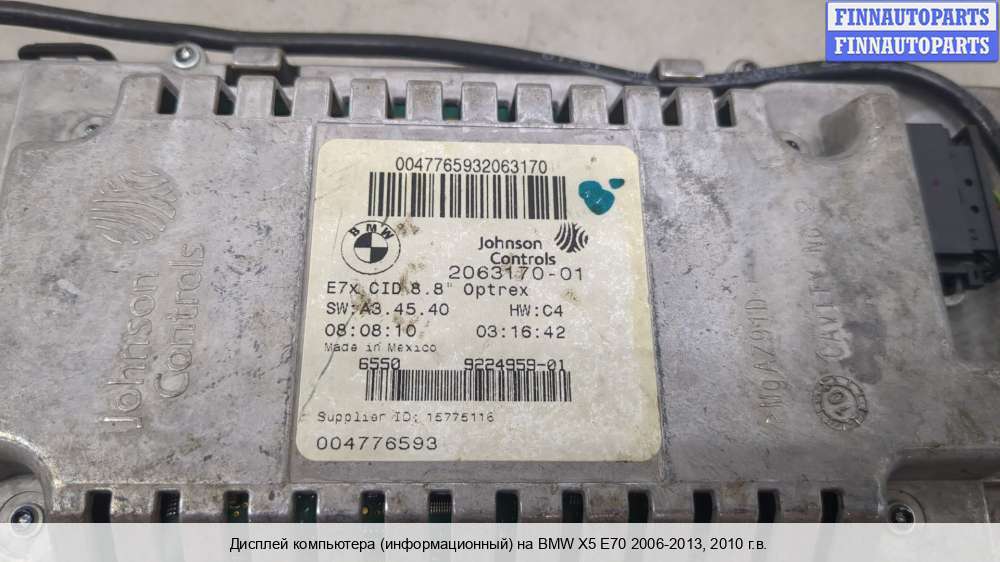 FINNAUTOPARTS
FINNAUTOPARTS
0047765932063170
BMW
Johnson
Controls
2063170-01
E7x CID 8.8" Optrex
SW:A3.45.40 HW:C4
08:08:10 03:16:42
Made in Mexico
6550 9224959-01
Supplier ID: 15775116
004776593
Johnson
Controls
Дисплей компьютера (информационный) на BMW X5 E70 2006-2013, 2010 г.в.